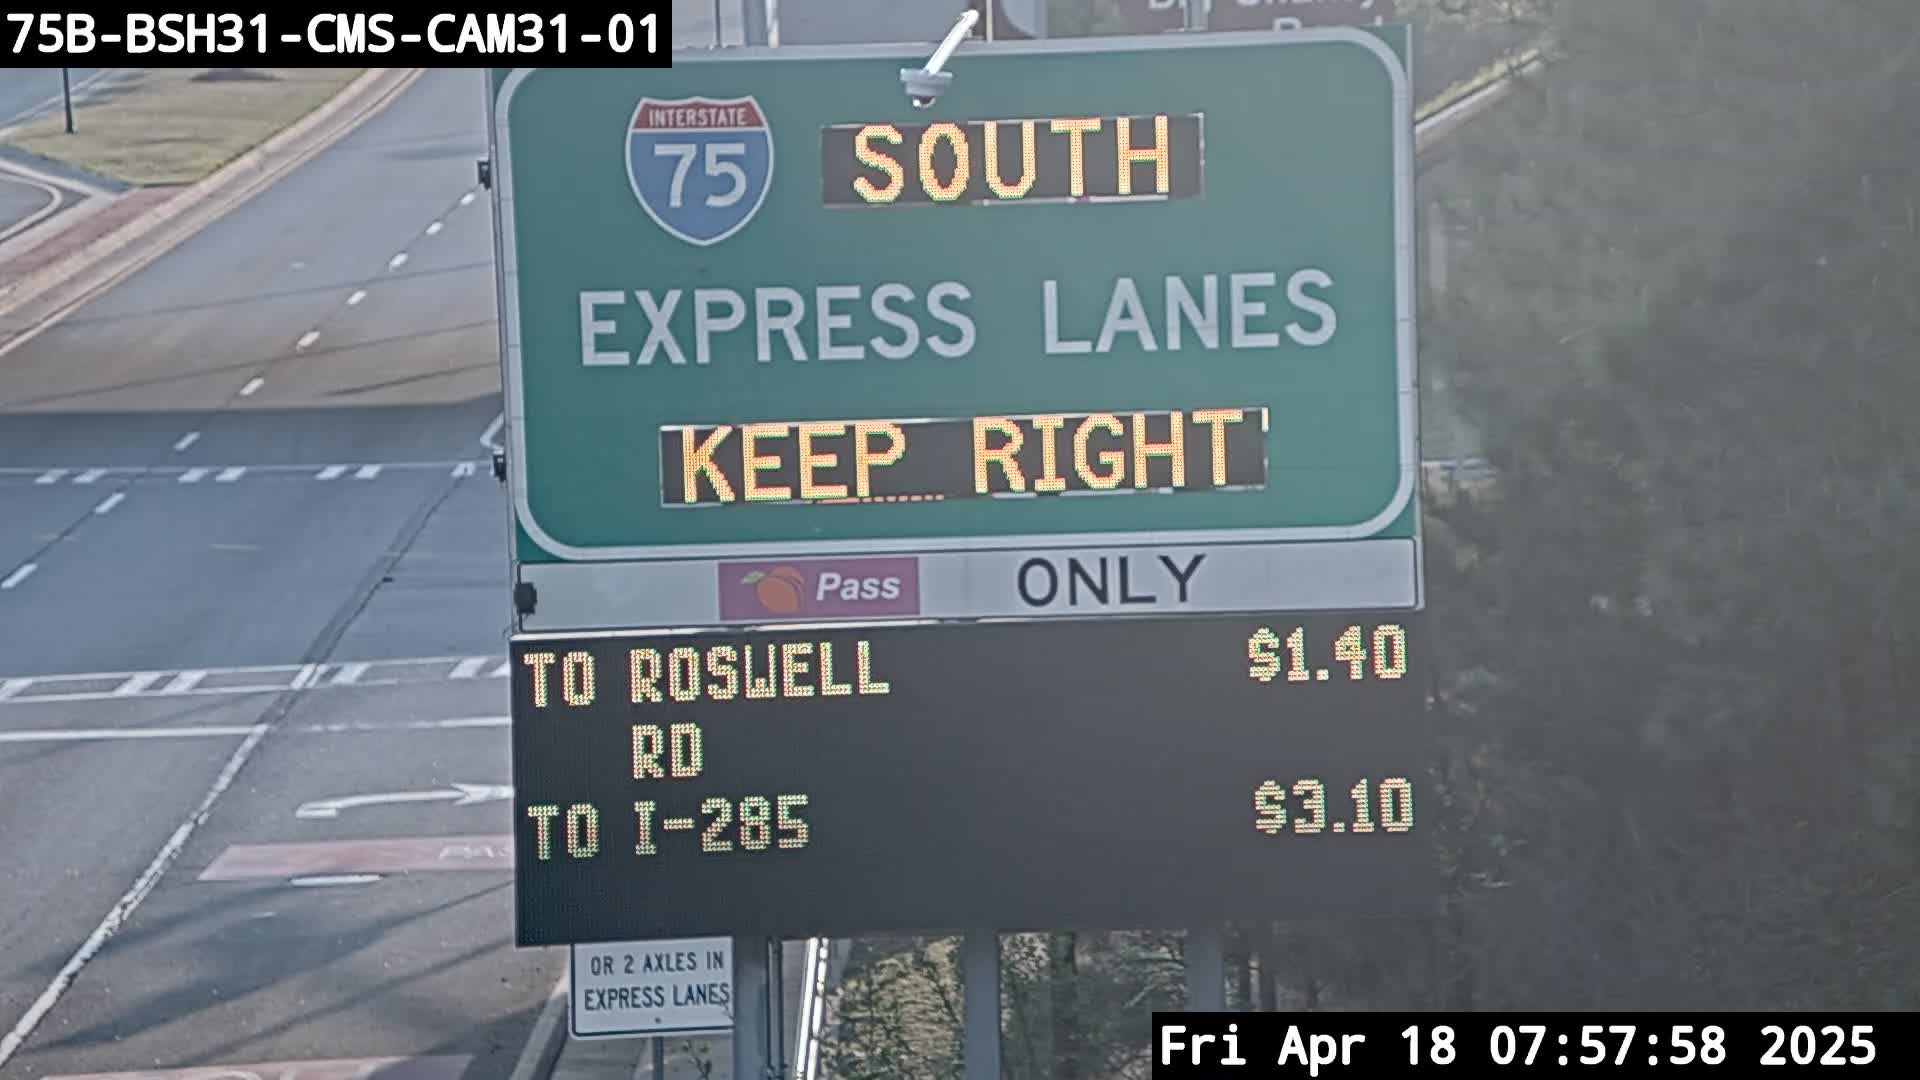 75B-BSH31-CMS-CAM31-01
INTERSTATE
75
SOUTH
EXPRESS LANES
KEEP RIGHT
Pass ONLY
TO ROSWELL $1.40
RD
TO I-285 $3.10
OR 2 AXLES IN
EXPRESS LANES
Fri Apr 18 07:57:58 2025